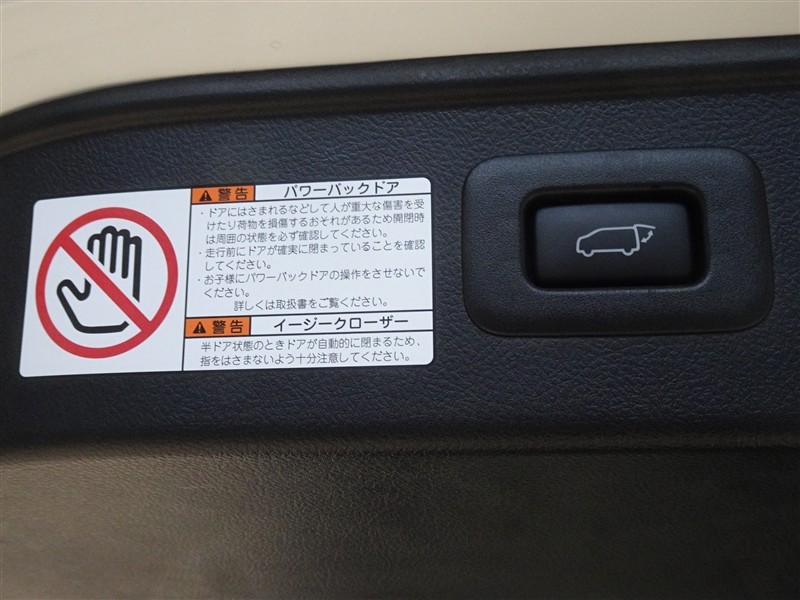 警告 パワーバックドア
・ドアにはさまれるなどして人が重大な傷害を受
けたり荷物を損傷するおそれがあるため開閉時
は周囲の状態を必ず確認してください。
・走行前にドアが確実に閉まっていることを確認
してください。
・お子様にパワーバックドアの操作をさせないで
ください。
詳しくは取扱書をご覧ください。
警告 イージークローザー
半ドア状態のときドアが自動的に閉まるため、
指をはさまないよう十分注意してください。